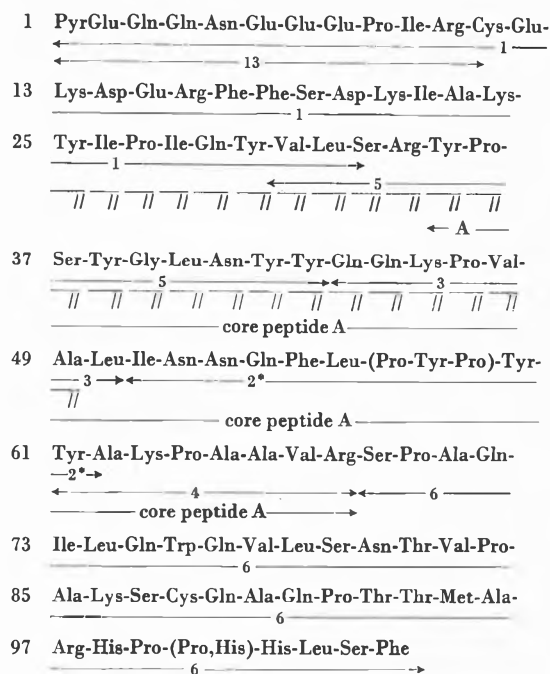 1 PyrGlu-Gln-Gln-Asn-Glu-Glu-Glu-Pro-Ile-Arg-Cys-Glu-
1
13
13 Lys-Asp-Glu-Arg-Phe-Phe-Ser-Asp-Lys-Ile-Ala-Lys-
1
25 Tyr-Ile-Pro-Ile-Gln-Tyr-Val-Leu-Ser-Arg-Tyr-Pro-
1
5
A
37 Ser-Tyr-Gly-Leu-Asn-Tyr-Tyr-Gln-Gln-Lys-Pro-Val-
5 3
core peptide A
49 Ala-Leu-Ile-Asn-Asn-Gln-Phe-Leu-(Pro-Tyr-Pro)-Tyr-
3 2*
core peptide A
61 Tyr-Ala-Lys-Pro-Ala-Ala-Val-Arg-Ser-Pro-Ala-Gln-
2*
4 6
core peptide A
73 Ile-Leu-Gln-Trp-Gln-Val-Leu-Ser-Asn-Thr-Val-Pro-
6
85 Ala-Lys-Ser-Cys-Gln-Ala-Gln-Pro-Thr-Thr-Met-Ala-
6
97 Arg-His-Pro-(Pro,His)-His-Leu-Ser-Phe
6